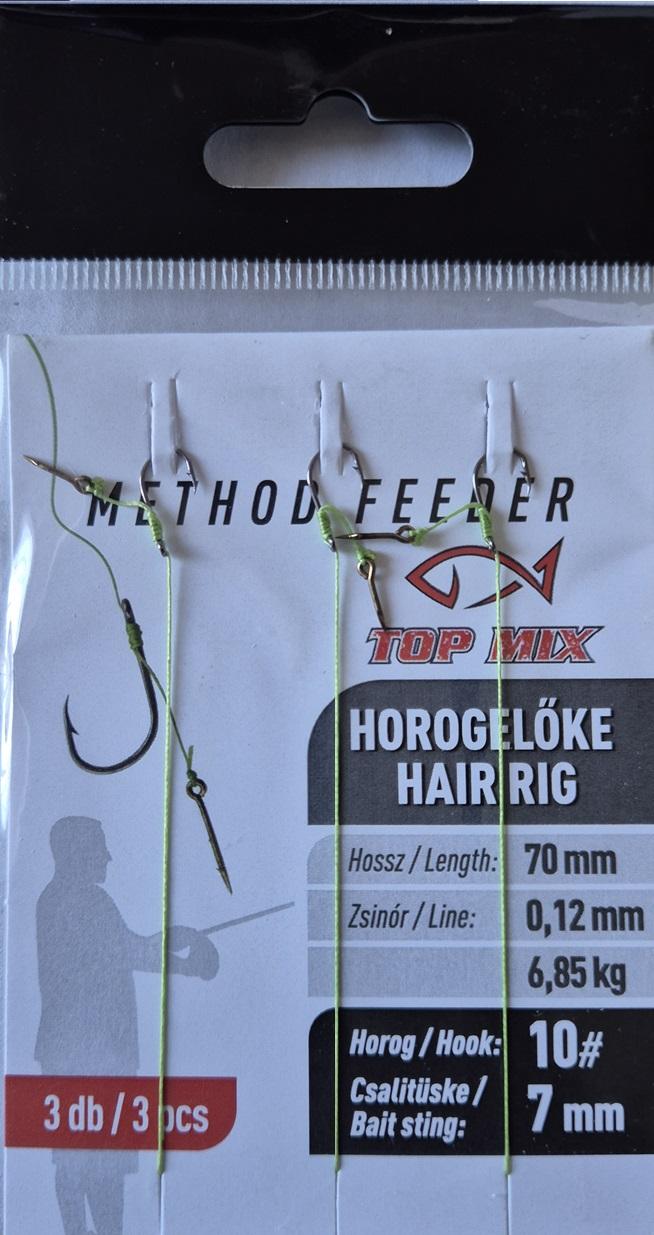 METHOD FEEDER
TOP MIX
HOROGELŐKE
HAIR RIG
Hossz / Length: 70 mm
Zsinór / Line: 0,12 mm
6,85 kg
Horog / Hook: 10#
Csalitüske / Bait sting: 7 mm
3 db / 3 pcs